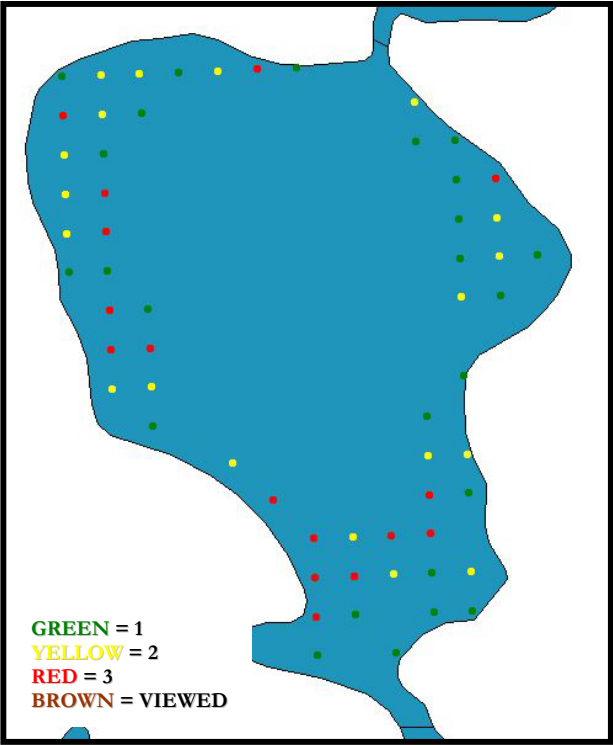 GREEN = 1
YELLOW = 2
RED = 3
BROWN = VIEWED